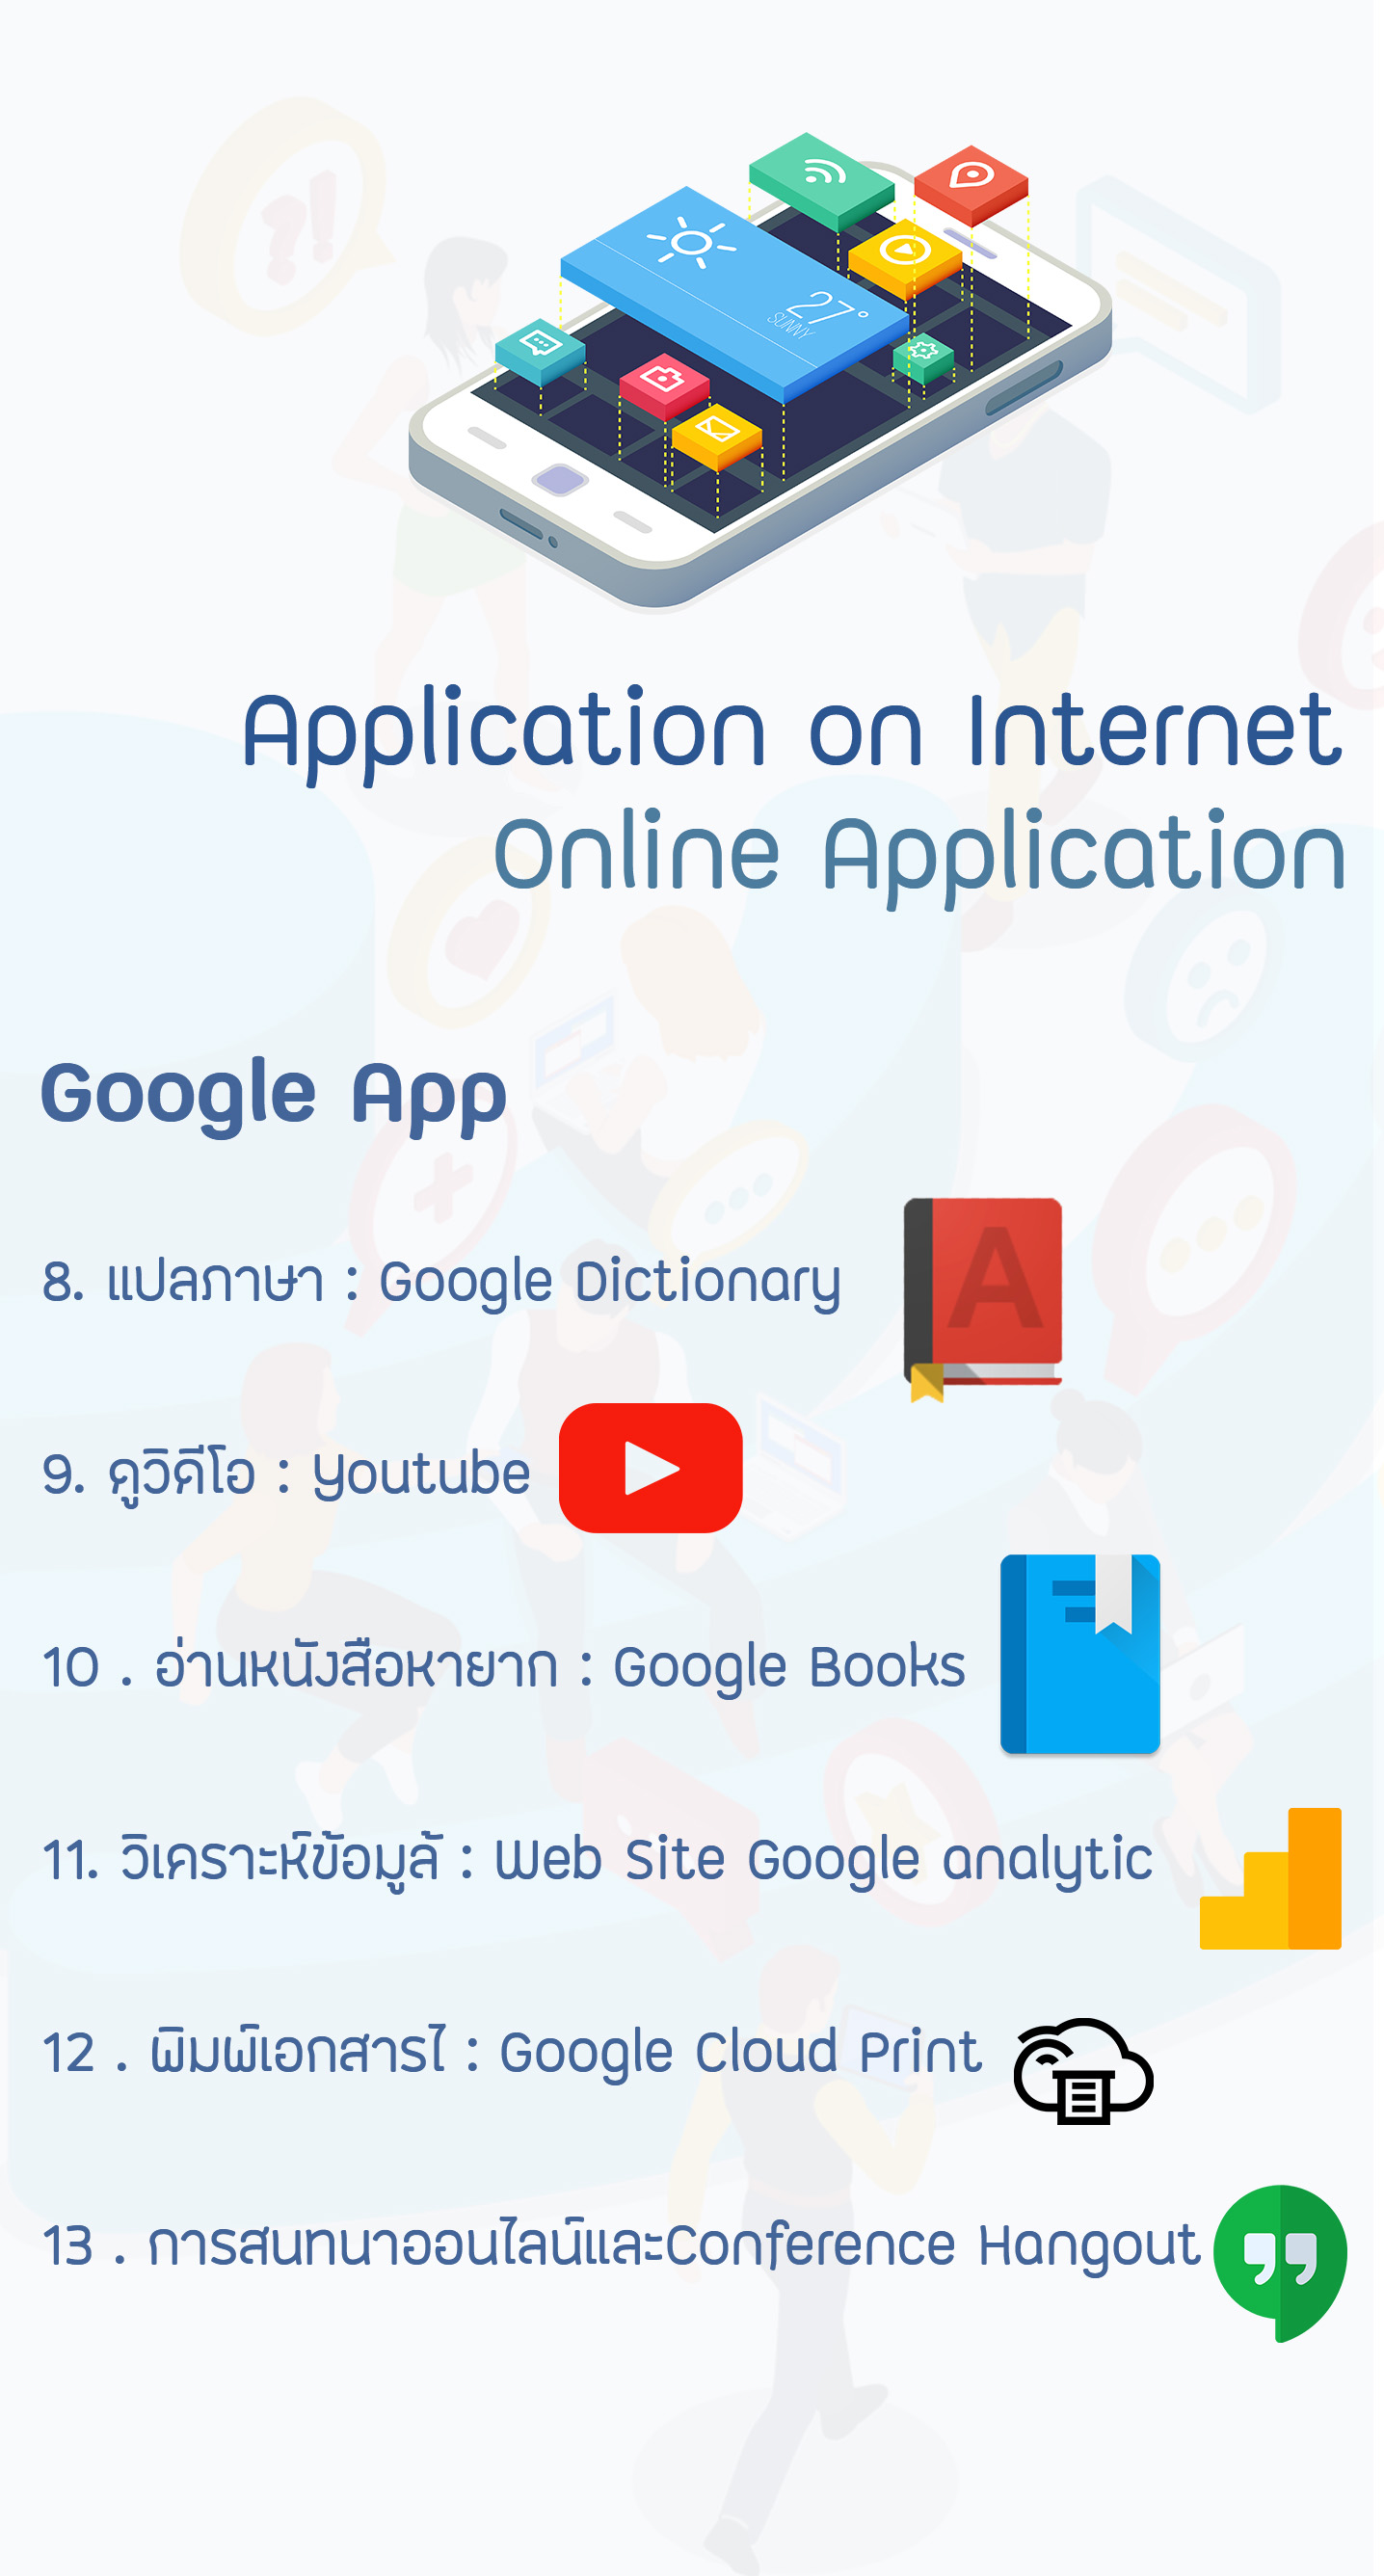 27°
SUNNY
Application on Internet
Online Application
Google App
8. แปลภาษา : Google Dictionary
A
9. ดูวิดีโอ : Youtube
10 . อ่านหนังสือหายาก : Google Books
11. วิเคราะห์ข้อมูล้ : Web Site Google analytic
12 . พิมพ์เอกสารไ : Google Cloud Print
13 . การสนทนาออนไลน์และConference Hangout